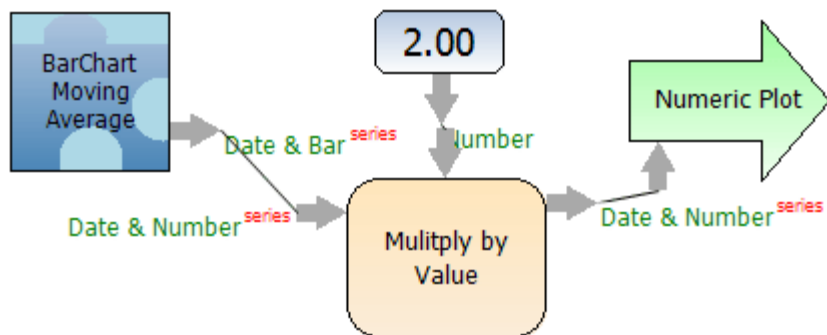 BarChart
Moving
Average
2.00
Numeric Plot
Date & Bar series
Number
Date & Number series
Date & Number series
Mulitply by
Value